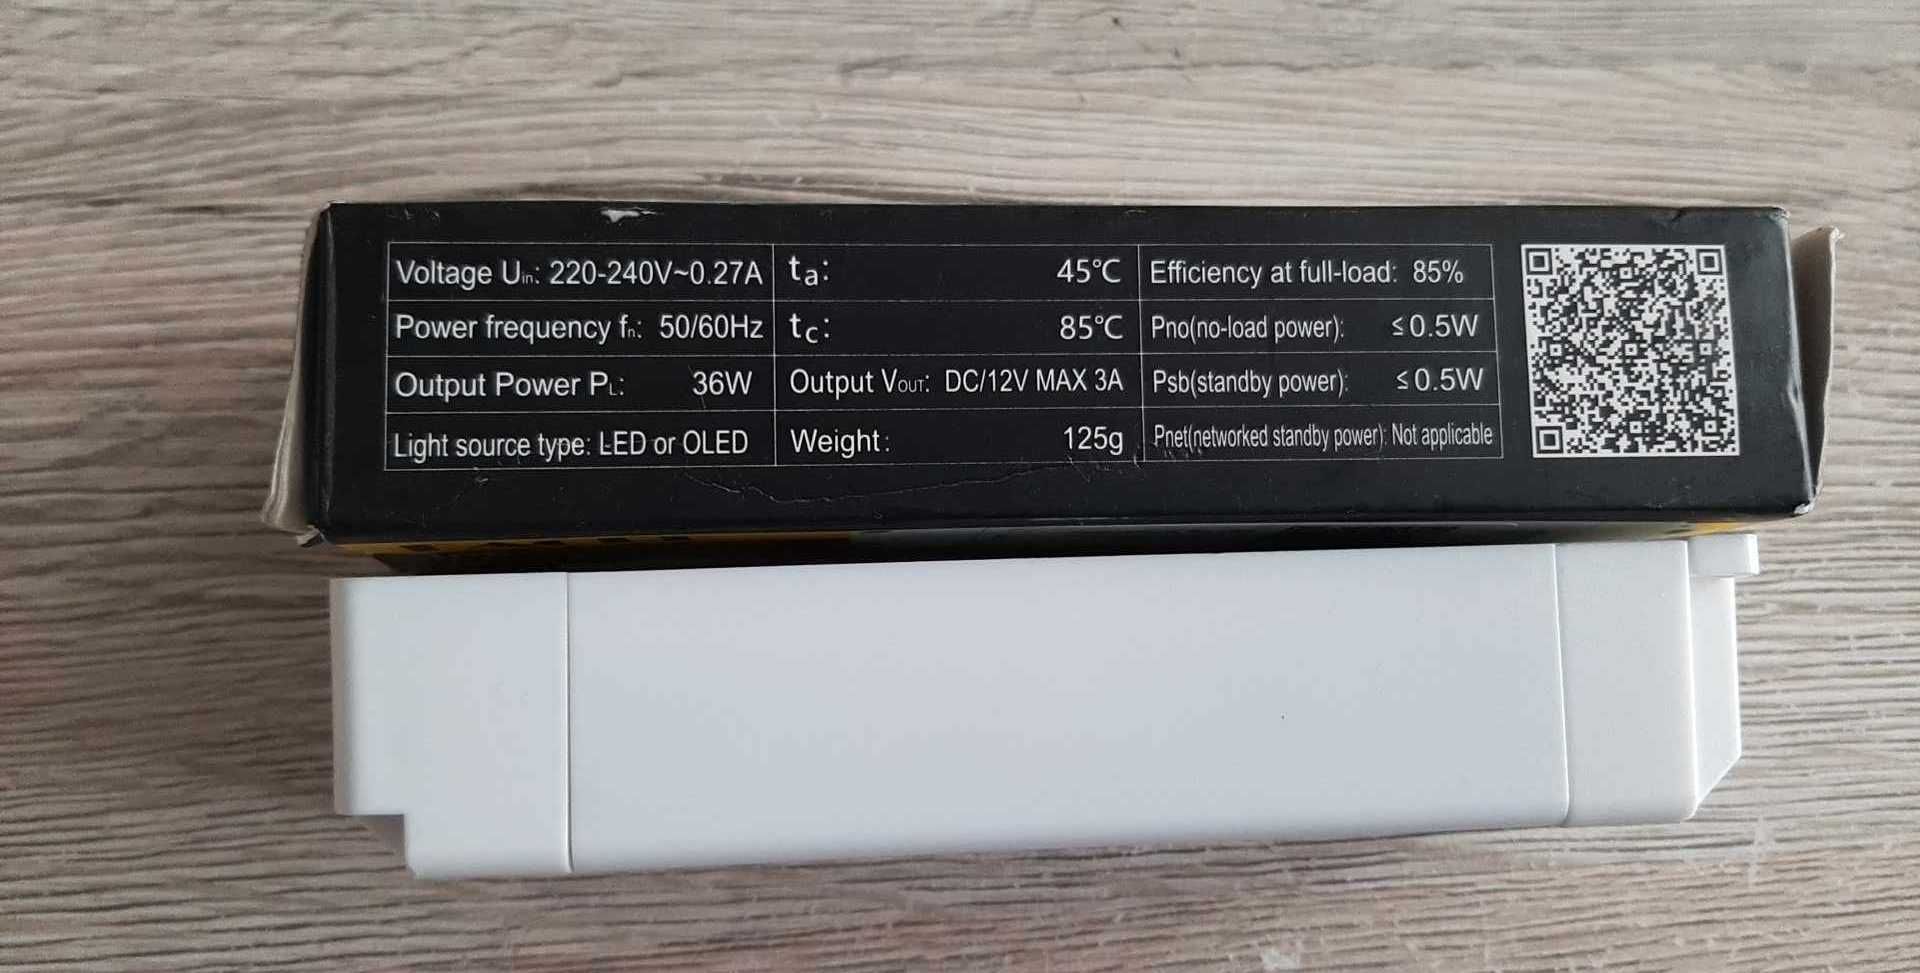 Voltage Uin: 220-240V~0.27A
Power frequency fn: 50/60Hz
Output Power PL: 36W
Light source type: LED or OLED
ta: 45℃
tc: 85℃
Output VOUT: DC/12V MAX 3A
Weight: 125g
Efficiency at full-load: 85%
Pno(no-load power): ≤0.5W
Psb(standby power): ≤0.5W
Pnet(networked standby power): Not applicable